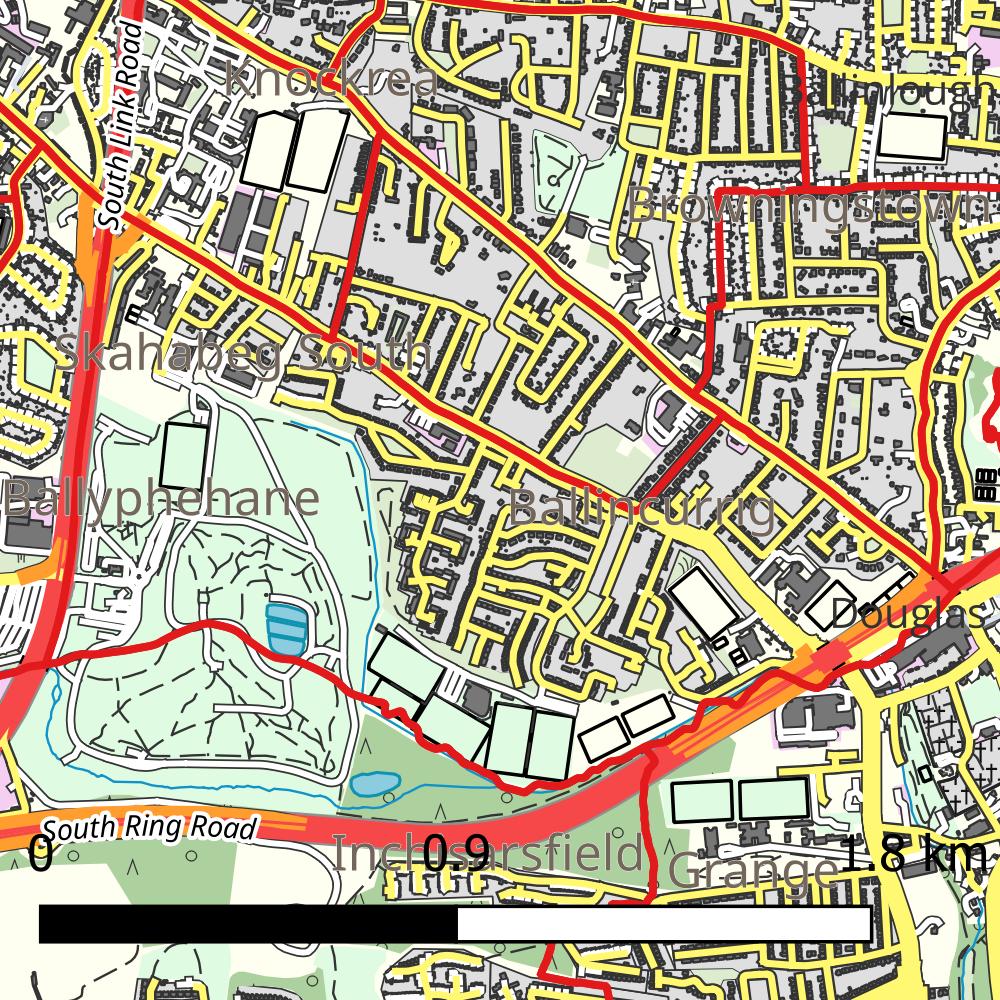 South Link Road
Knockrea
Ballinlough
Browningstown
Skahabeg South
Ballyphehane
Ballincurrig
Douglas
South Ring Road
Inchisarsfield
Grange
0
0.9
1.8 km